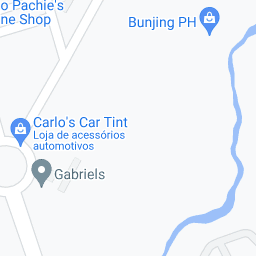 o Pachie's
ne Shop
Bunjing PH
Carlo's Car Tint
Loja de acessórios
automotivos
Gabriels